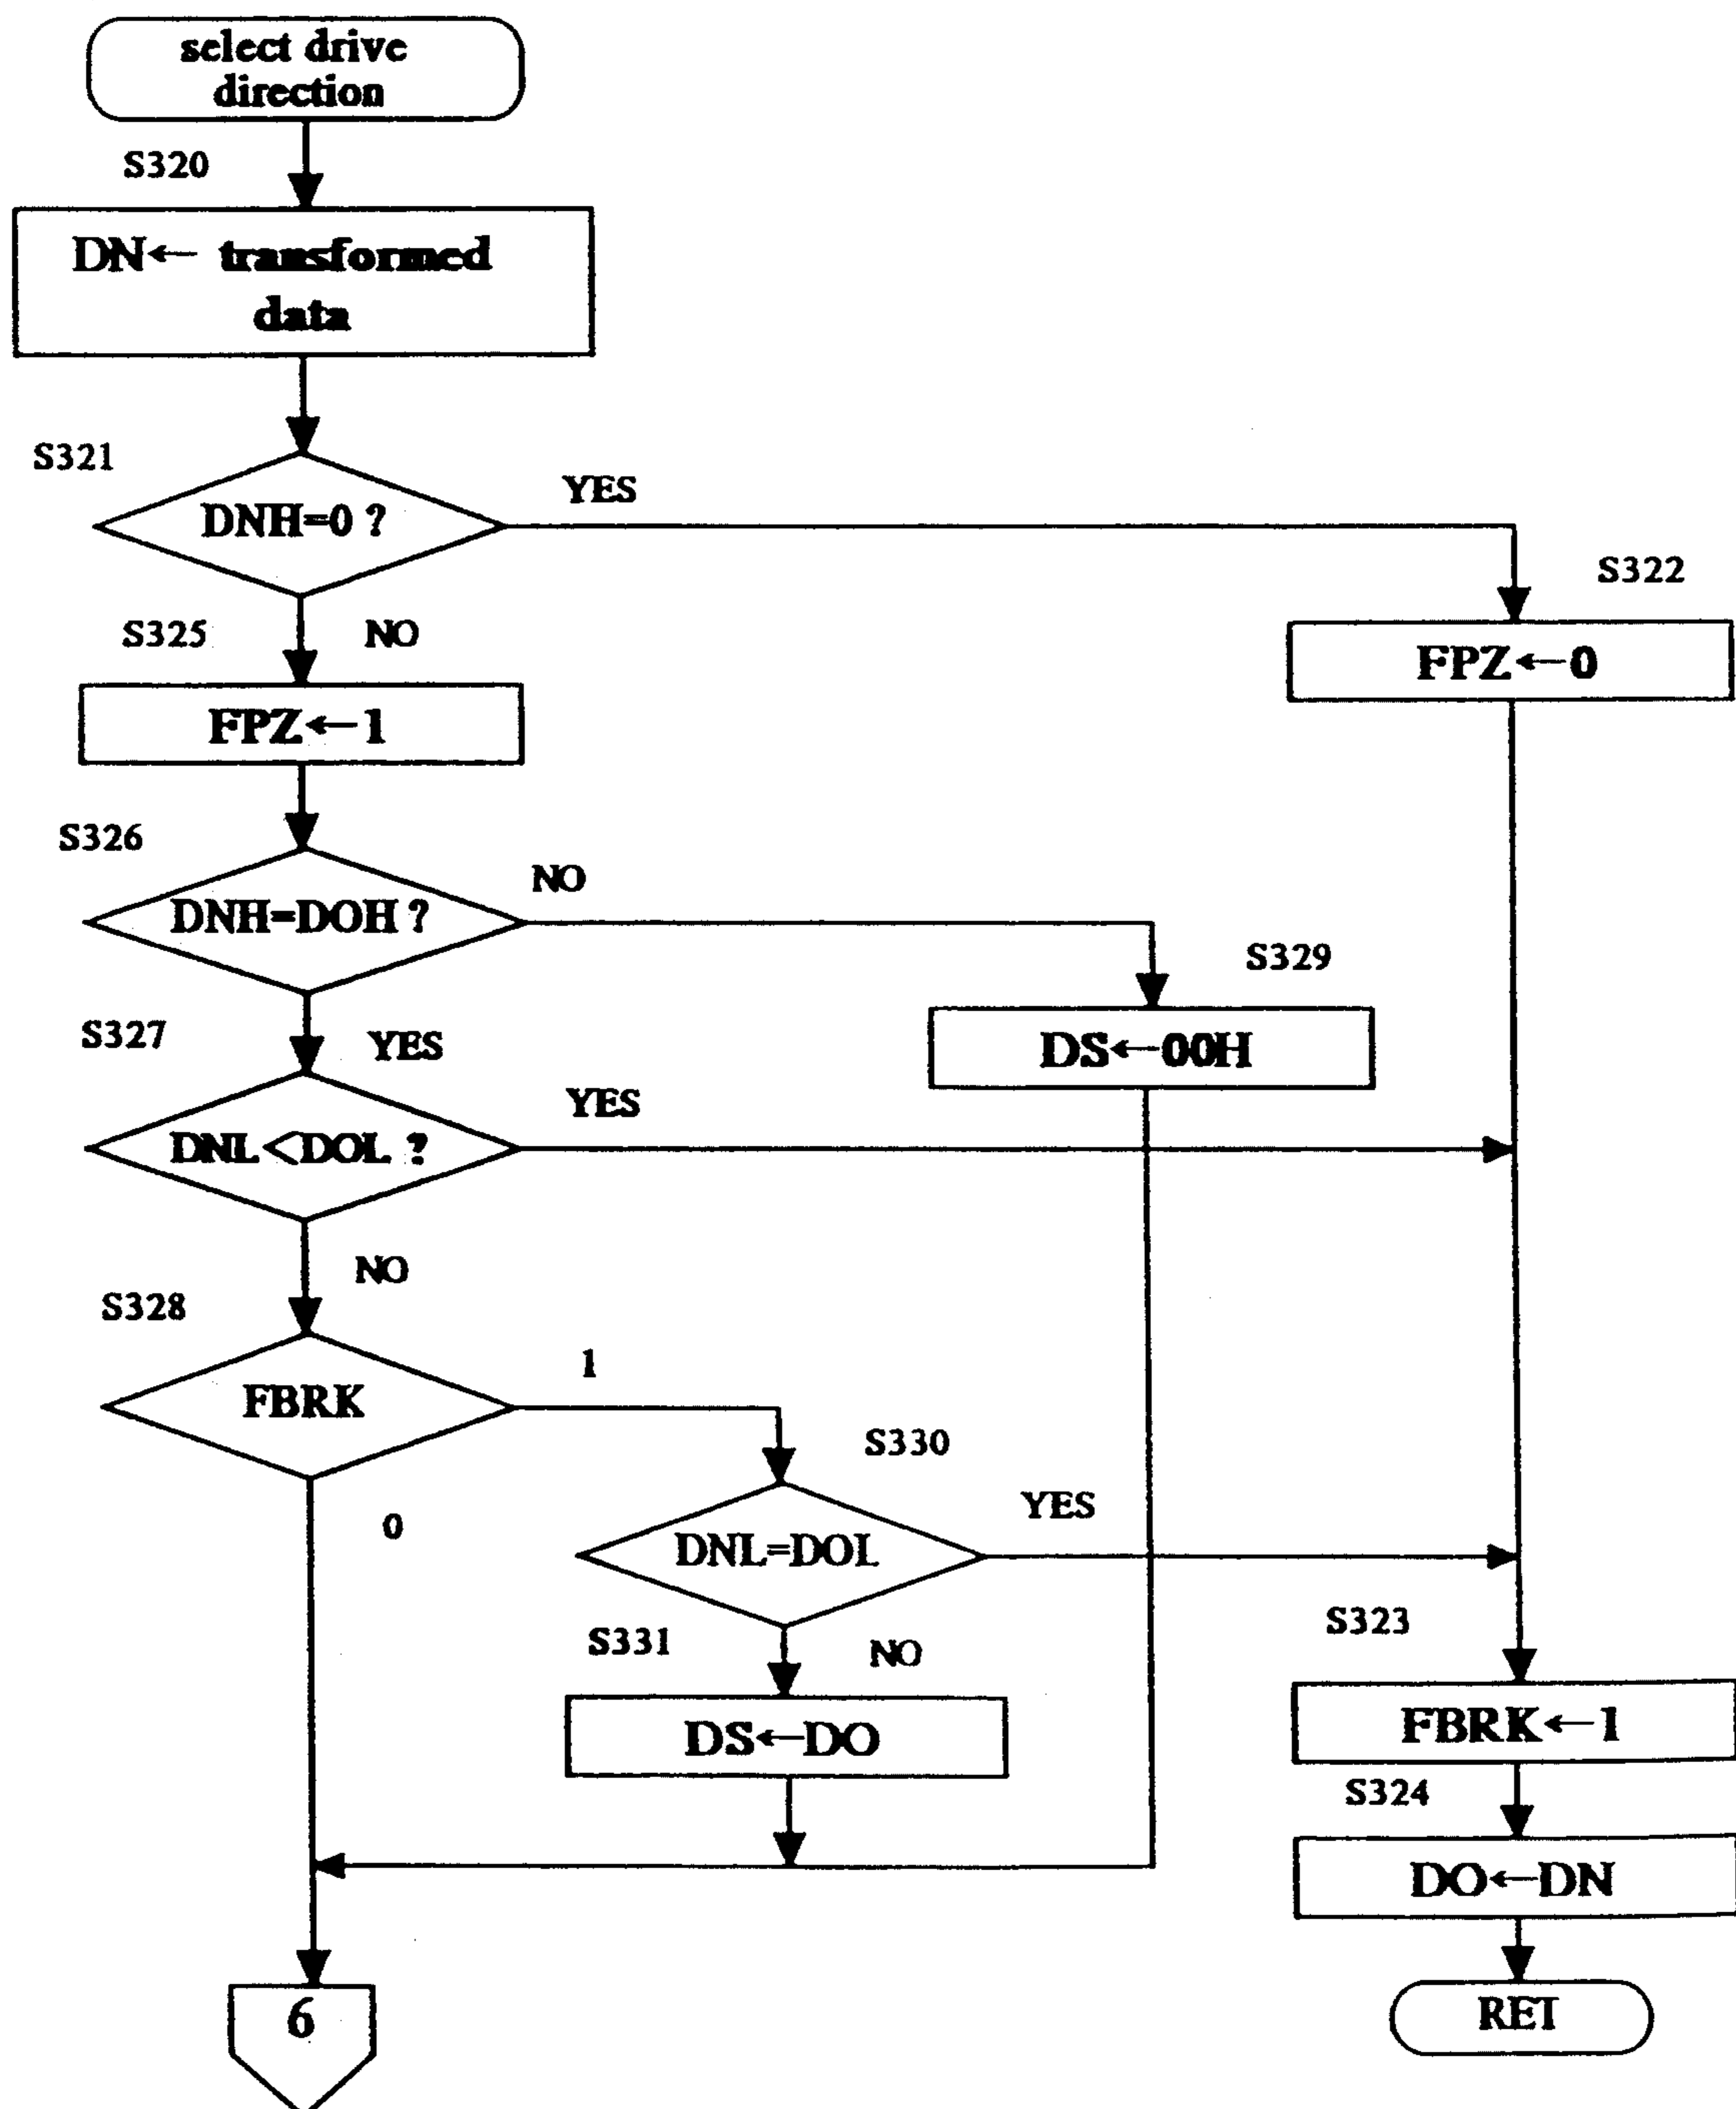 select drive
direction
S320
DN← transformed
data
S321
DNH=0 ?
YES
S322
FPZ←0
S325
NO
FPZ←1
S326
DNH=DOH ?
NO
S329
DS←00H
S327
YES
DNL<DOL ?
YES
S328
NO
FBRK
1
0
S330
DNL=DOL
YES
S331
NO
DS←DO
S323
FBRK←1
S324
DO←DN
6
RET